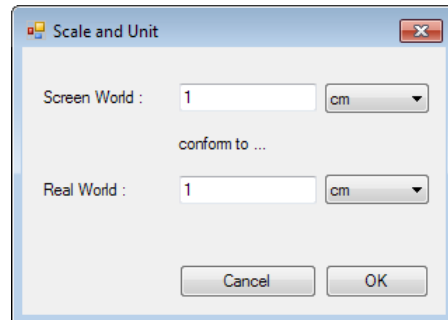 Scale and Unit
Screen World : 1 cm
conform to ...
Real World : 1 cm
Cancel OK